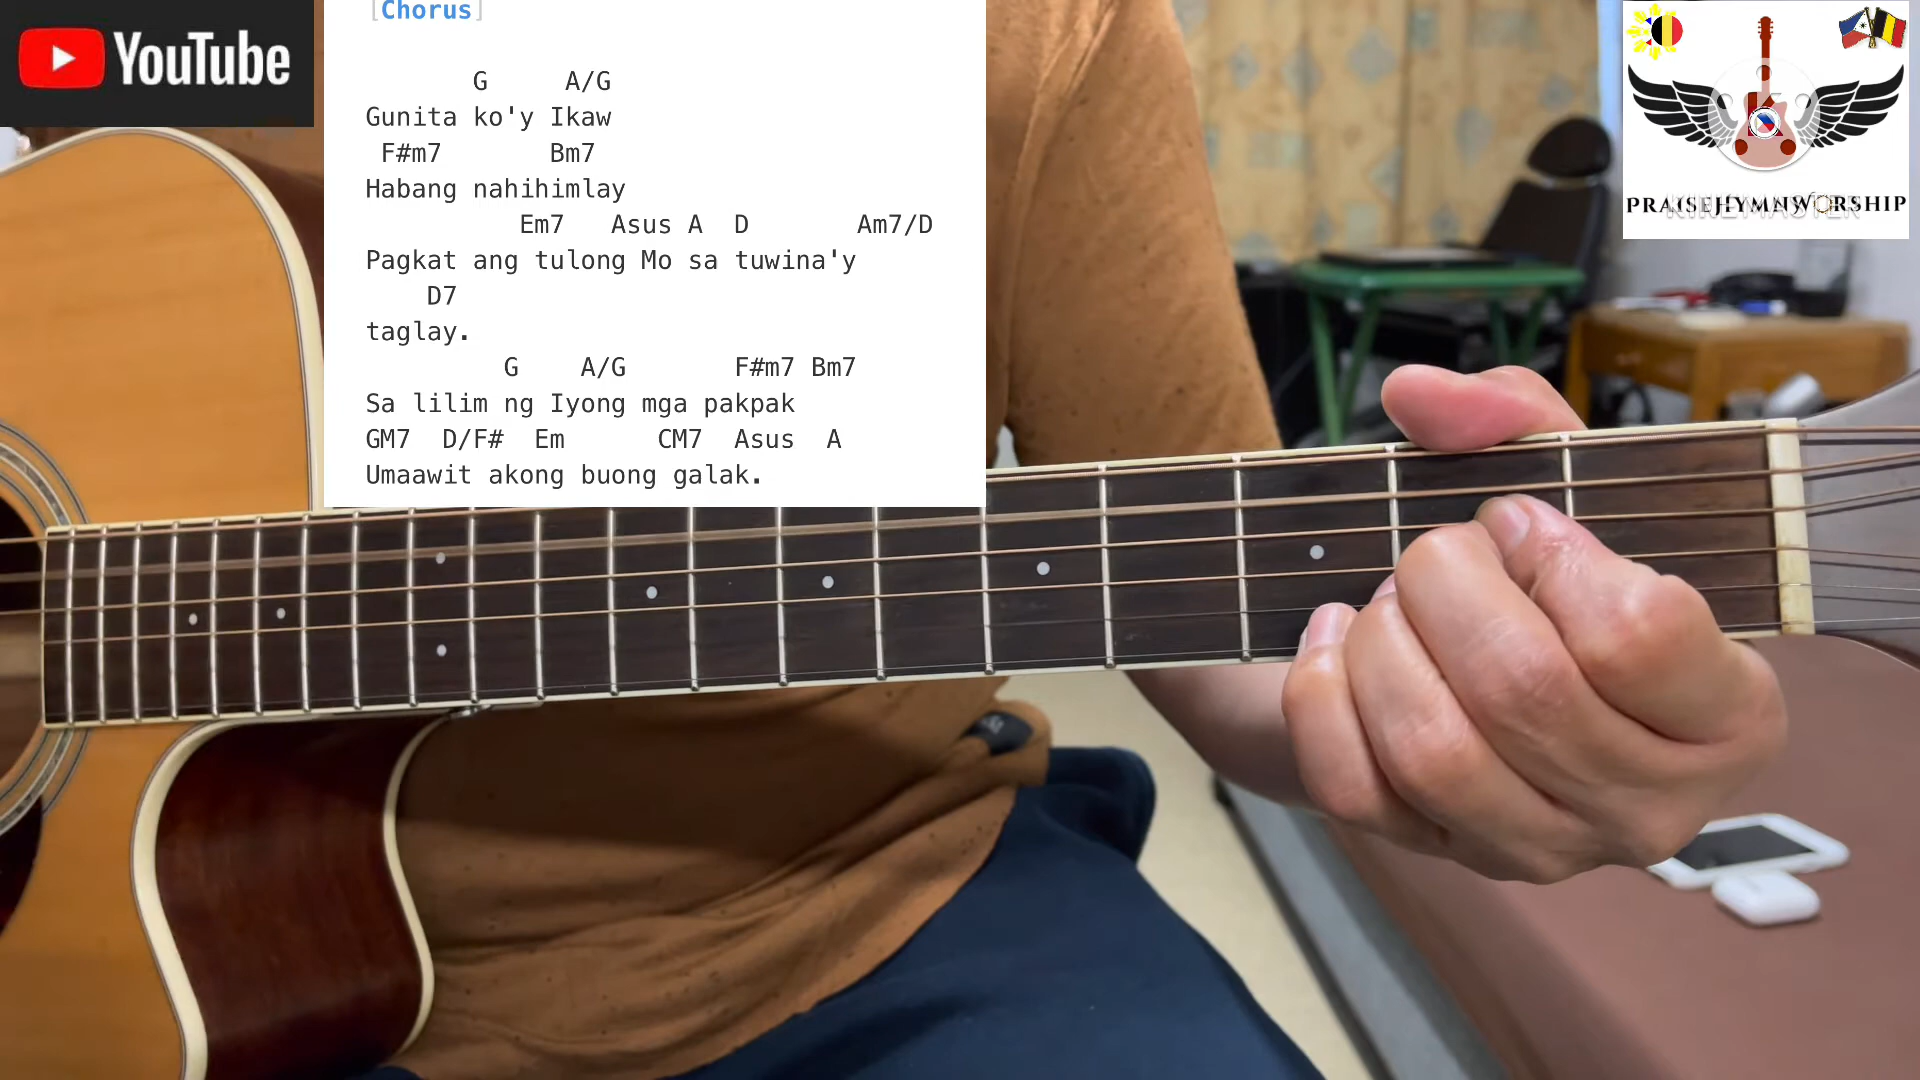 YouTube
[Chorus]
G A/G
Gunita ko'y Ikaw
F#m7 Bm7
Habang nahihimlay
Em7 Asus A D Am7/D
Pagkat ang tulong Mo sa tuwina'y
D7
taglay.
G A/G F#m7 Bm7
Sa lilim ng Iyong mga pakpak
GM7 D/F# Em CM7 Asus A
Umaawit akong buong galak.
PRAISEHYMNWORSHIP
KINEMASTER